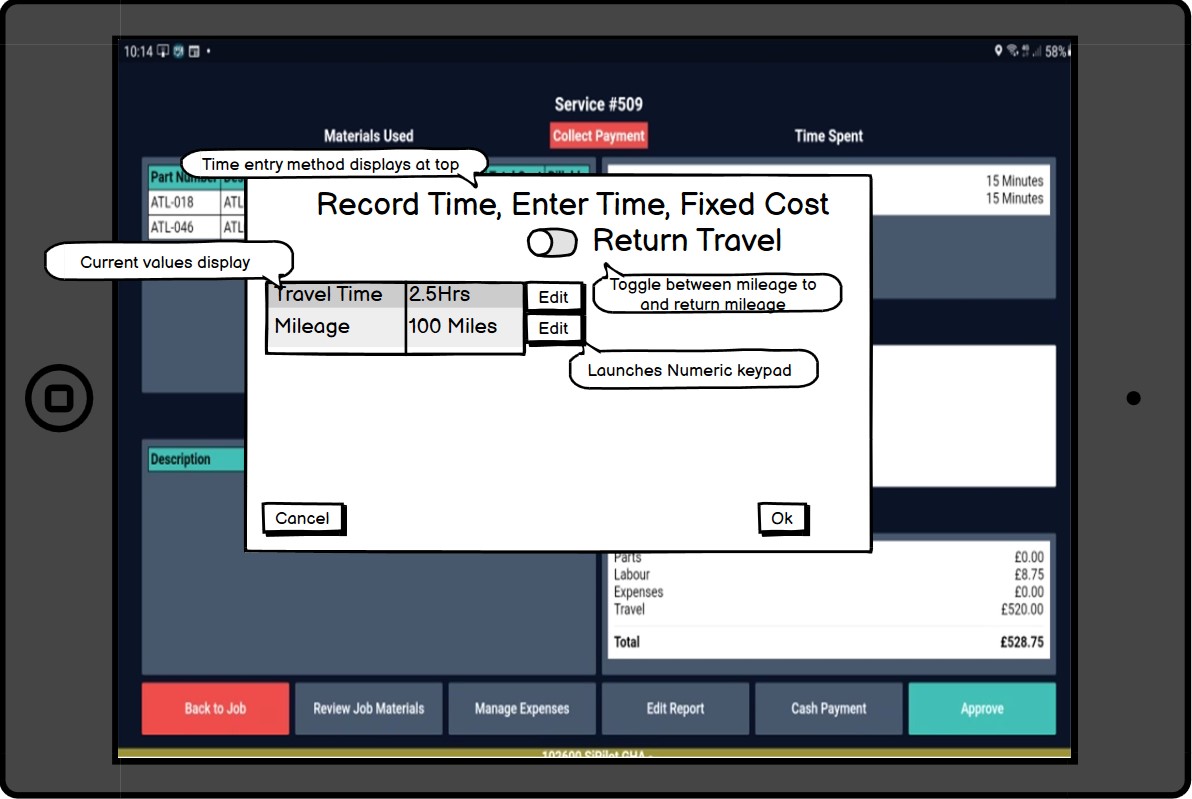 10:14
58%
Service #509
Materials Used
Collect Payment
Time Spent
Time entry method displays at top
Part Number
15 Minutes
ATL-018 ATL
15 Minutes
ATL-046 ATL
Record Time, Enter Time, Fixed Cost
Return Travel
Current values display
Toggle between mileage to
and return mileage
Travel Time 2.5Hrs Edit
Mileage 100 Miles Edit
Launches Numeric keypad
Description
Cancel
Ok
Parts £0.00
Labour £8.75
Expenses £0.00
Travel £520.00
Total £528.75
Back to Job
Review Job Materials
Manage Expenses
Edit Report
Cash Payment
Approve